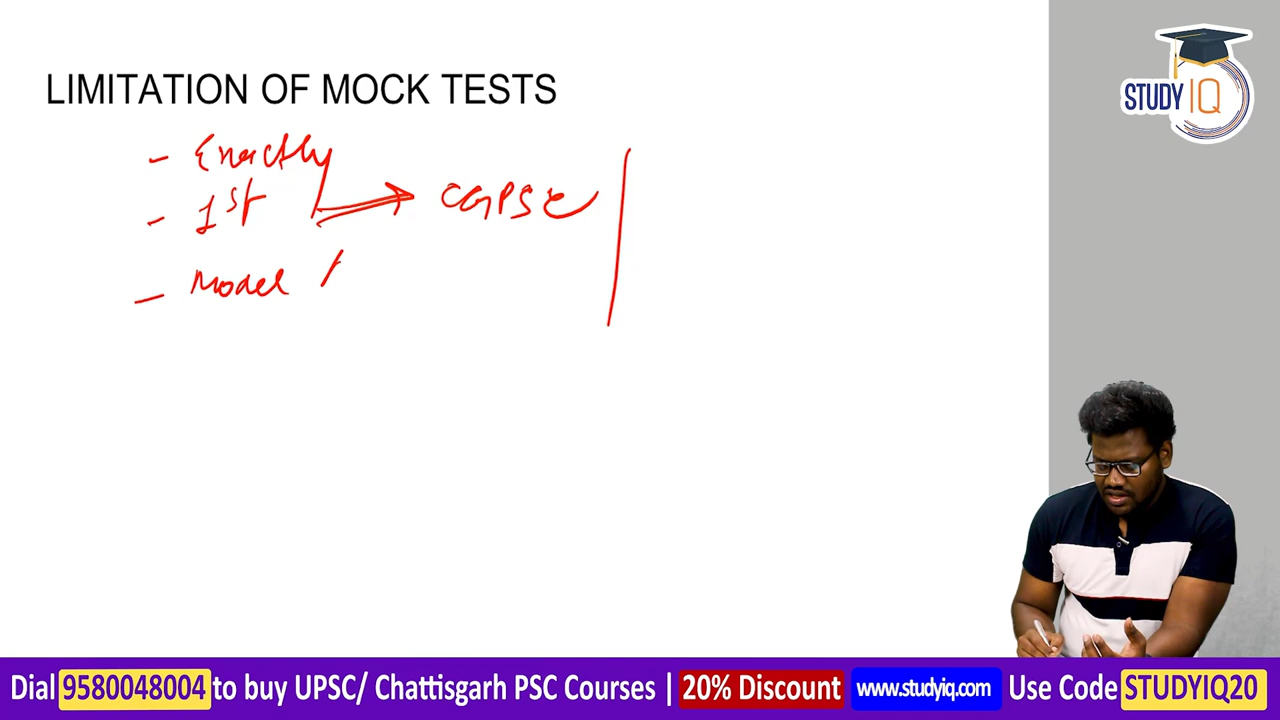 LIMITATION OF MOCK TESTS
- Exactly
- 1st
CGPSC
- Model
STUDY IQ
Dial 9580048004 to buy UPSC/ Chattisgarh PSC Courses | 20% Discount www.studyiq.com Use Code STUDYIQ20